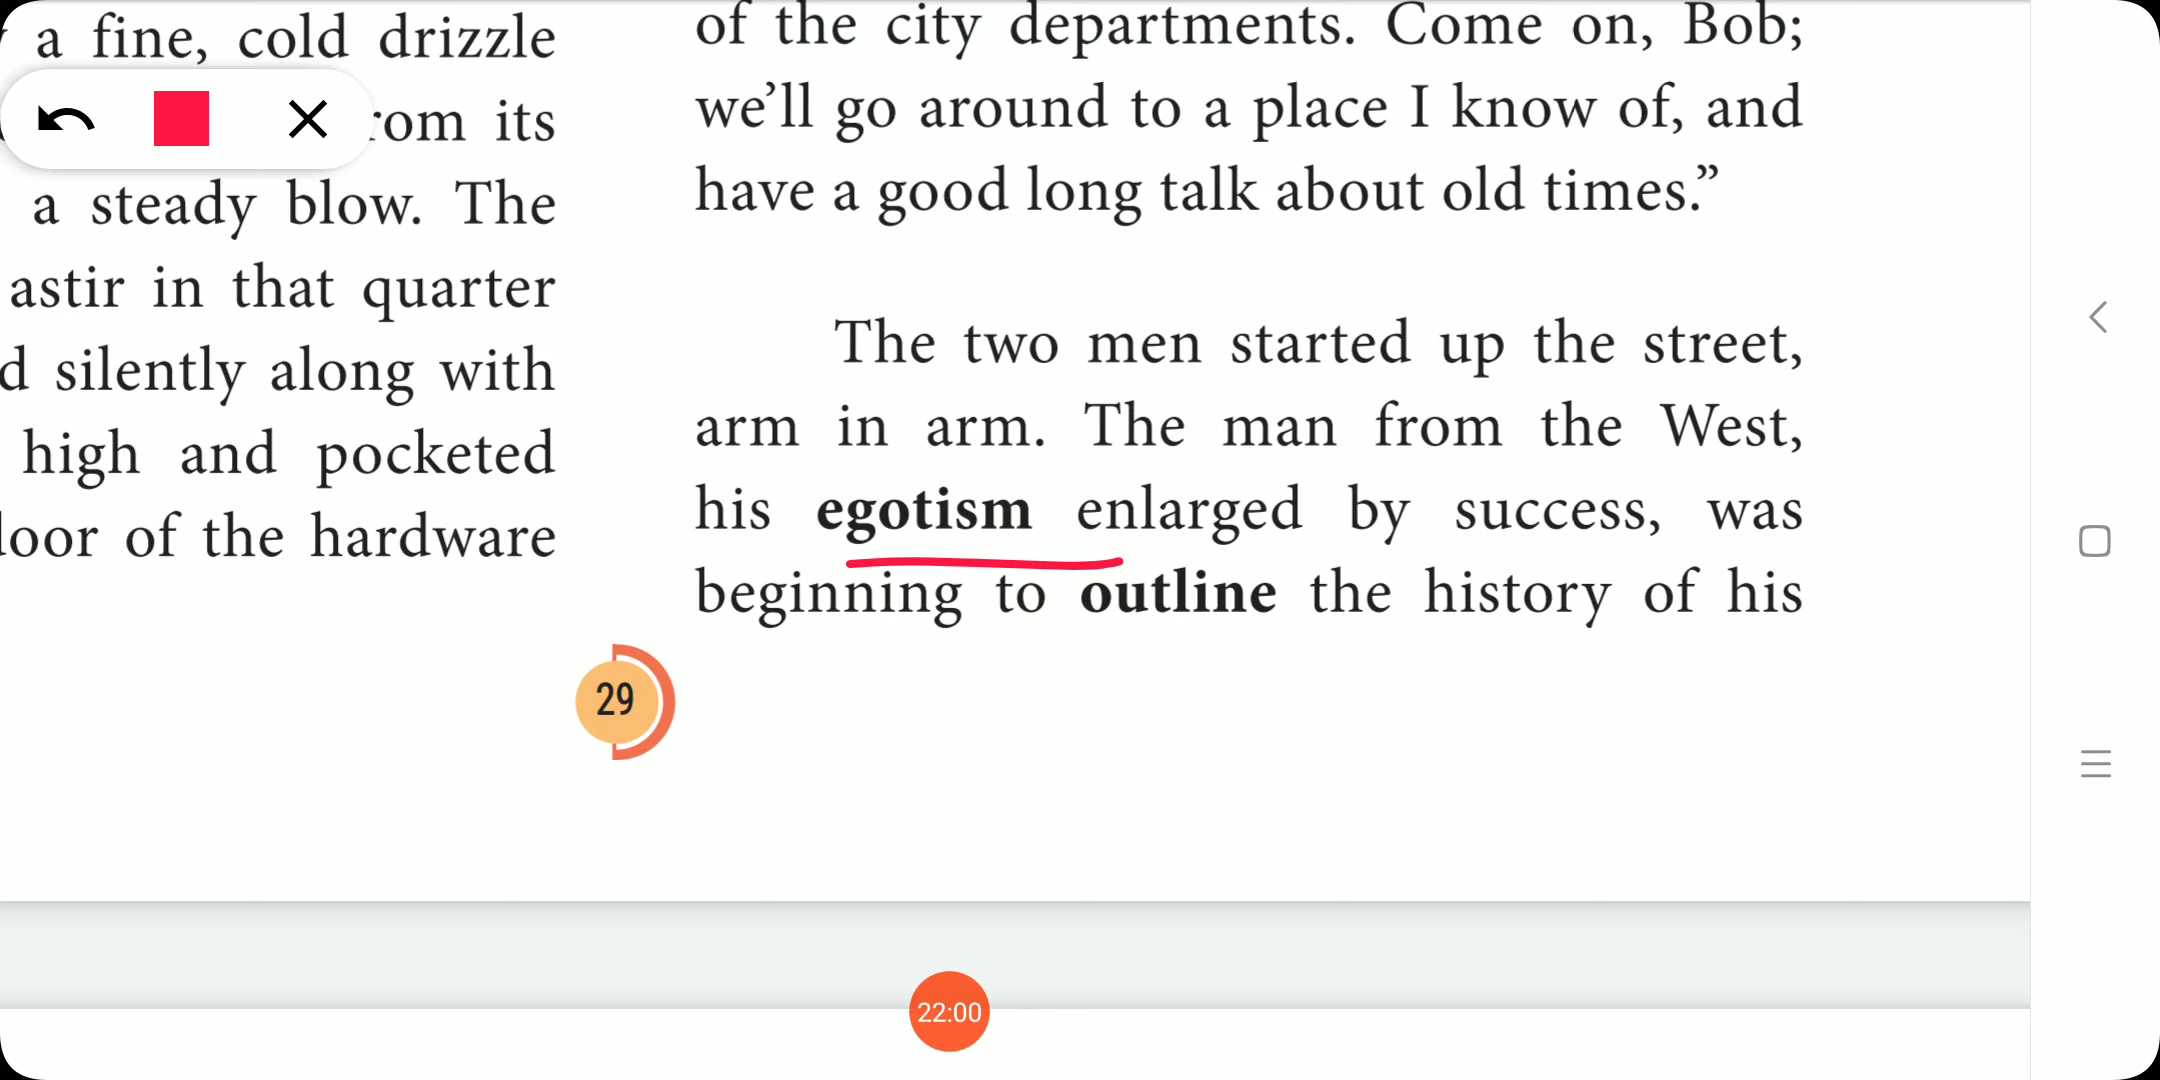 a fine, cold drizzle
its
a steady blow. The
astir in that quarter
silently along with
high and pocketed
of the hardware
of the city departments. Come on, Bob;
we’ll go around to a place I know of, and
have a good long talk about old times.”
The two men started up the street,
arm in arm. The man from the West,
his egotism enlarged by success, was
beginning to outline the history of his
29
22:00